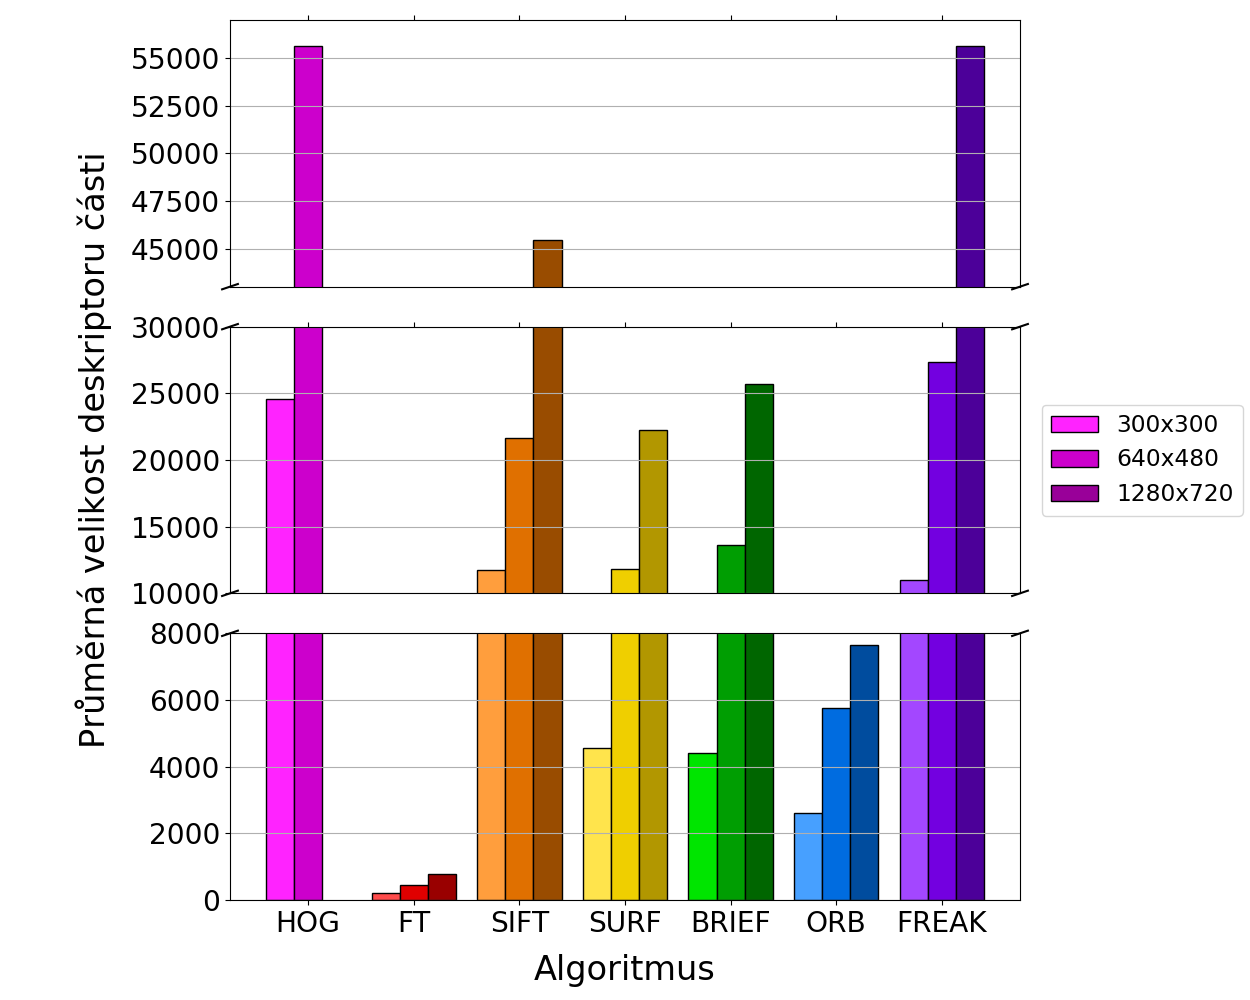 Průměrná velikost deskriptoru části
55000
52500
50000
47500
45000
30000
25000
20000
15000
10000
8000
6000
4000
2000
0
HOG FT SIFT SURF BRIEF ORB FREAK
Algoritmus
300x300
640x480
1280x720